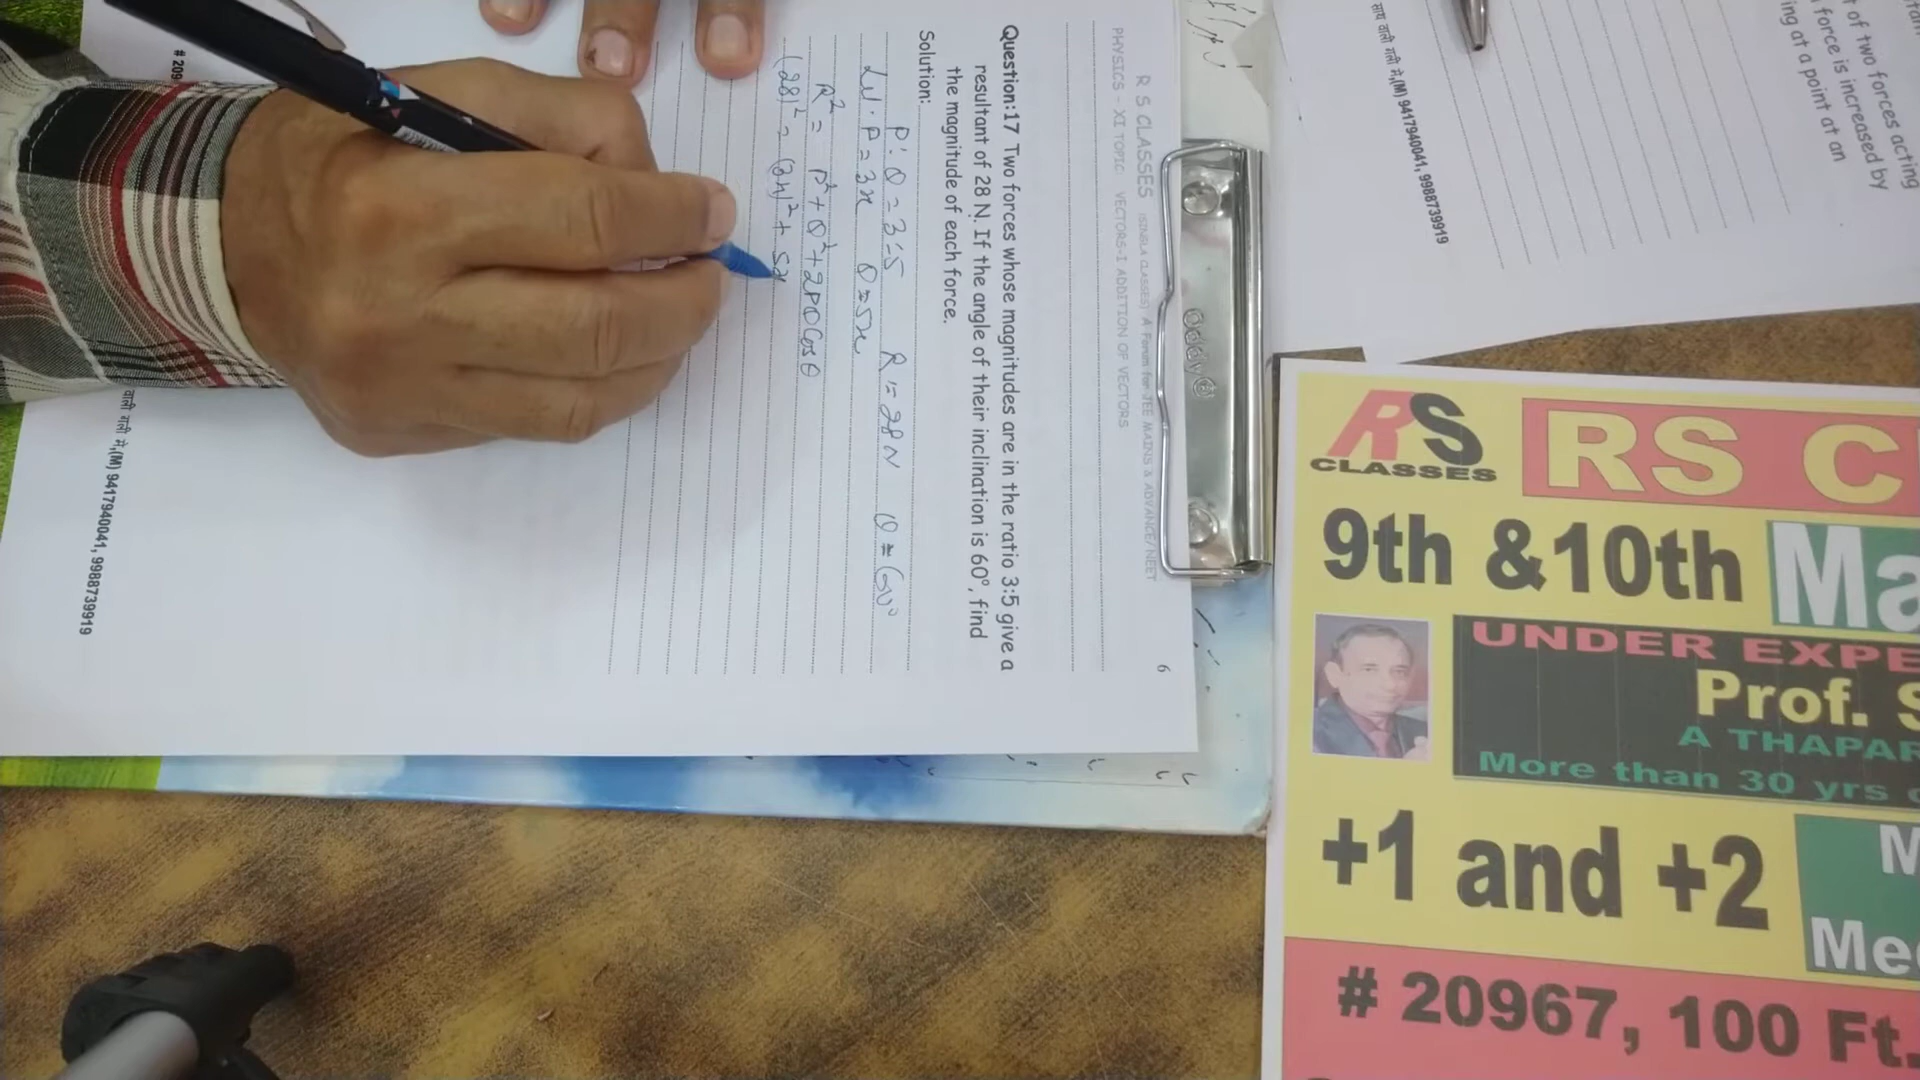 R S CLASSES (SINGLA CLASSES) A Forum for JEE MAINS & ADVANCE/NEET 6
PHYSICS - XI TOPIC: VECTORS-I ADDITION OF VECTORS
Question:17 Two forces whose magnitudes are in the ratio 3:5 give a
resultant of 28 N. If the angle of their inclination is 60°, find
the magnitude of each force.
Solution:
P:Q = 3:5 R = 28N θ = 60°
Let P = 3x Q = 5x
R² = P² + Q² + 2PQ Cos θ
(28)² = (3x)² + 5x
# 209
वाली गली में,(M) 9417940041, 9988739919
t of two forces acting
force is increased by
ing at a point at an
साथ वाली गली में,(M) 9417940041, 9988739919
oddy
RS
CLASSES
RS C
9th &10th Ma
UNDER EXPE
Prof. S
A THAPAR
More than 30 yrs
+1 and +2 M
Me
# 20967, 100 Ft.